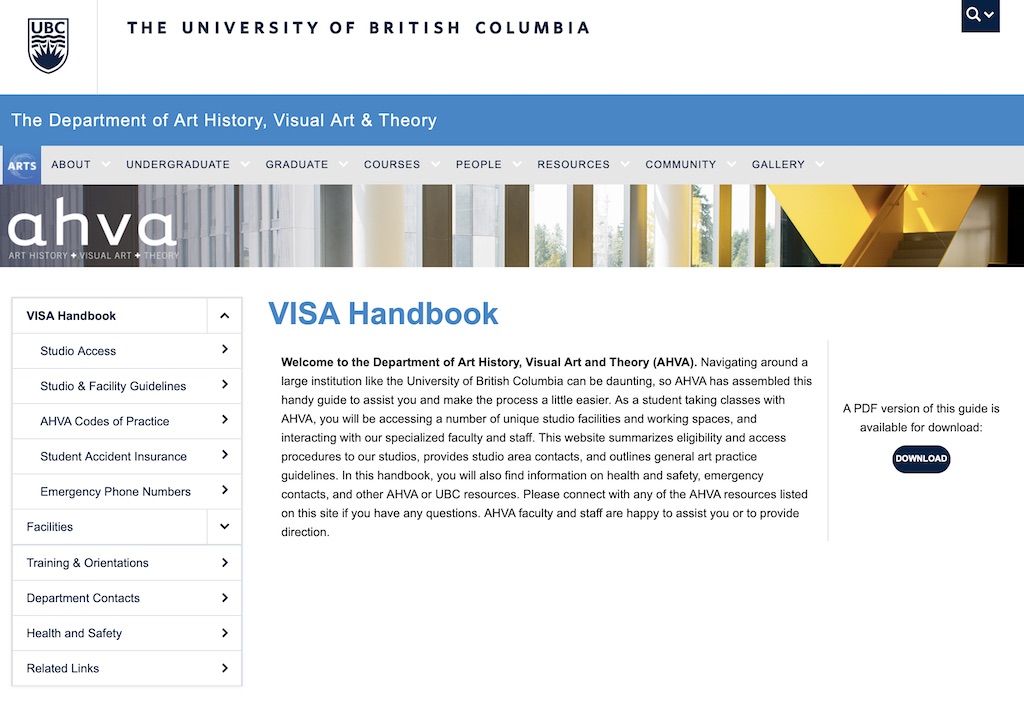 UBC
THE UNIVERSITY OF BRITISH COLUMBIA
The Department of Art History, Visual Art & Theory
ARTS
ABOUT
UNDERGRADUATE
GRADUATE
COURSES
PEOPLE
RESOURCES
COMMUNITY
GALLERY
ahva
ART HISTORY + VISUAL ART + THEORY
VISA Handbook
Studio Access
Studio & Facility Guidelines
AHVA Codes of Practice
Student Accident Insurance
Emergency Phone Numbers
Facilities
Training & Orientations
Department Contacts
Health and Safety
Related Links
VISA Handbook
Welcome to the Department of Art History, Visual Art and Theory (AHVA). Navigating around a
large institution like the University of British Columbia can be daunting, so AHVA has assembled this
handy guide to assist you and make the process a little easier. As a student taking classes with
AHVA, you will be accessing a number of unique studio facilities and working spaces, and
interacting with our specialized faculty and staff. This website summarizes eligibility and access
procedures to our studios, provides studio area contacts, and outlines general art practice
guidelines. In this handbook, you will also find information on health and safety, emergency
contacts, and other AHVA or UBC resources. Please connect with any of the AHVA resources listed
on this site if you have any questions. AHVA faculty and staff are happy to assist you or to provide
direction.
A PDF version of this guide is
available for download:
DOWNLOAD